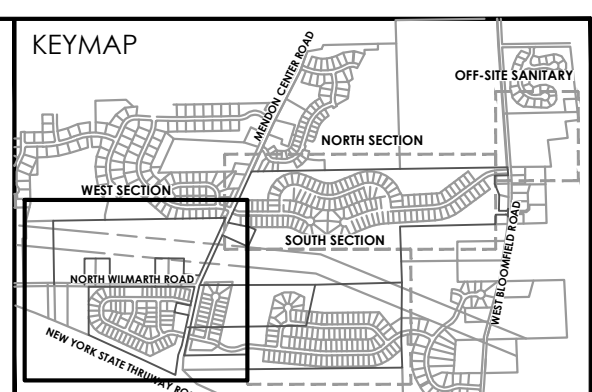 KEYMAP
MENDON CENTER ROAD
OFF-SITE SANITARY
NORTH SECTION
WEST SECTION
SOUTH SECTION
WEST BLOOMFIELD ROAD
NORTH WILMARTH ROAD
NEW YORK STATE THRUWAY